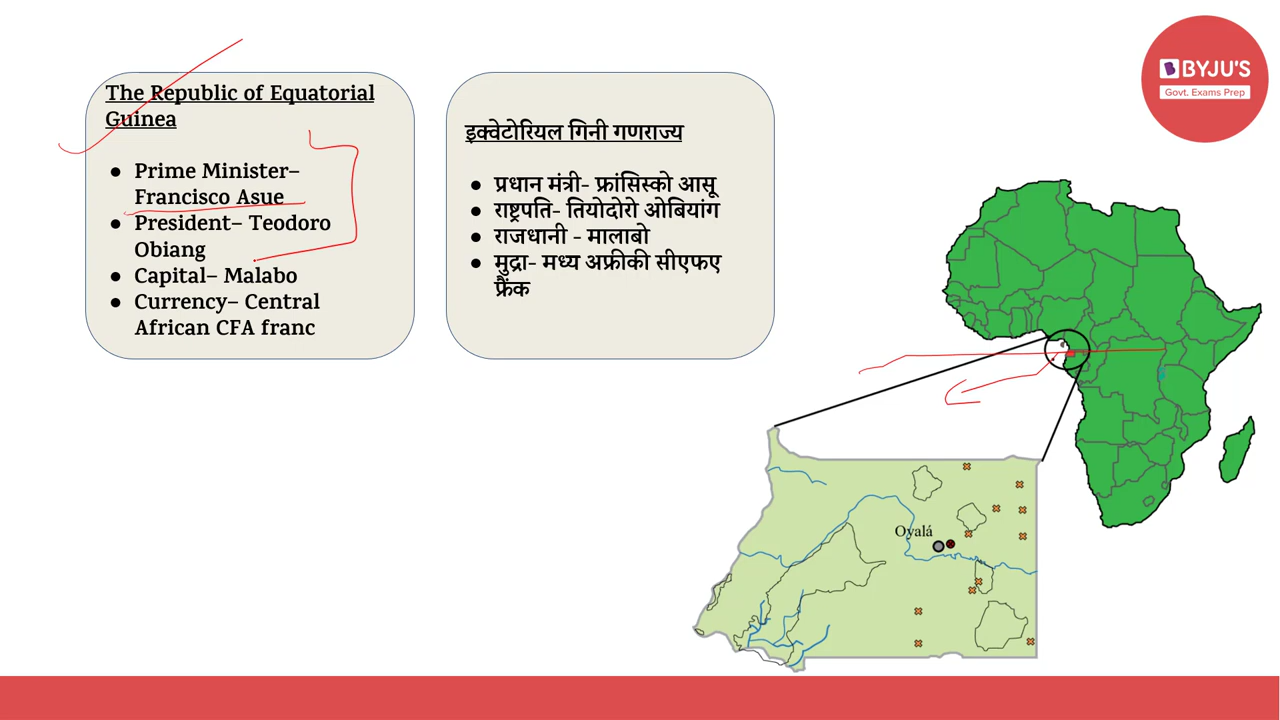 BYJU'S
Govt. Exams Prep
The Republic of Equatorial
Guinea
● Prime Minister–
Francisco Asue
● President– Teodoro
Obiang
● Capital– Malabo
● Currency– Central
African CFA franc
इक्वेटोरियल गिनी गणराज्य
● प्रधान मंत्री- फ्रांसिस्को आसू
● राष्ट्रपति- तियोदोरो ओबियांग
● राजधानी - मालाबो
● मुद्रा- मध्य अफ्रीकी सीएफए
फ्रैंक
Oyalá